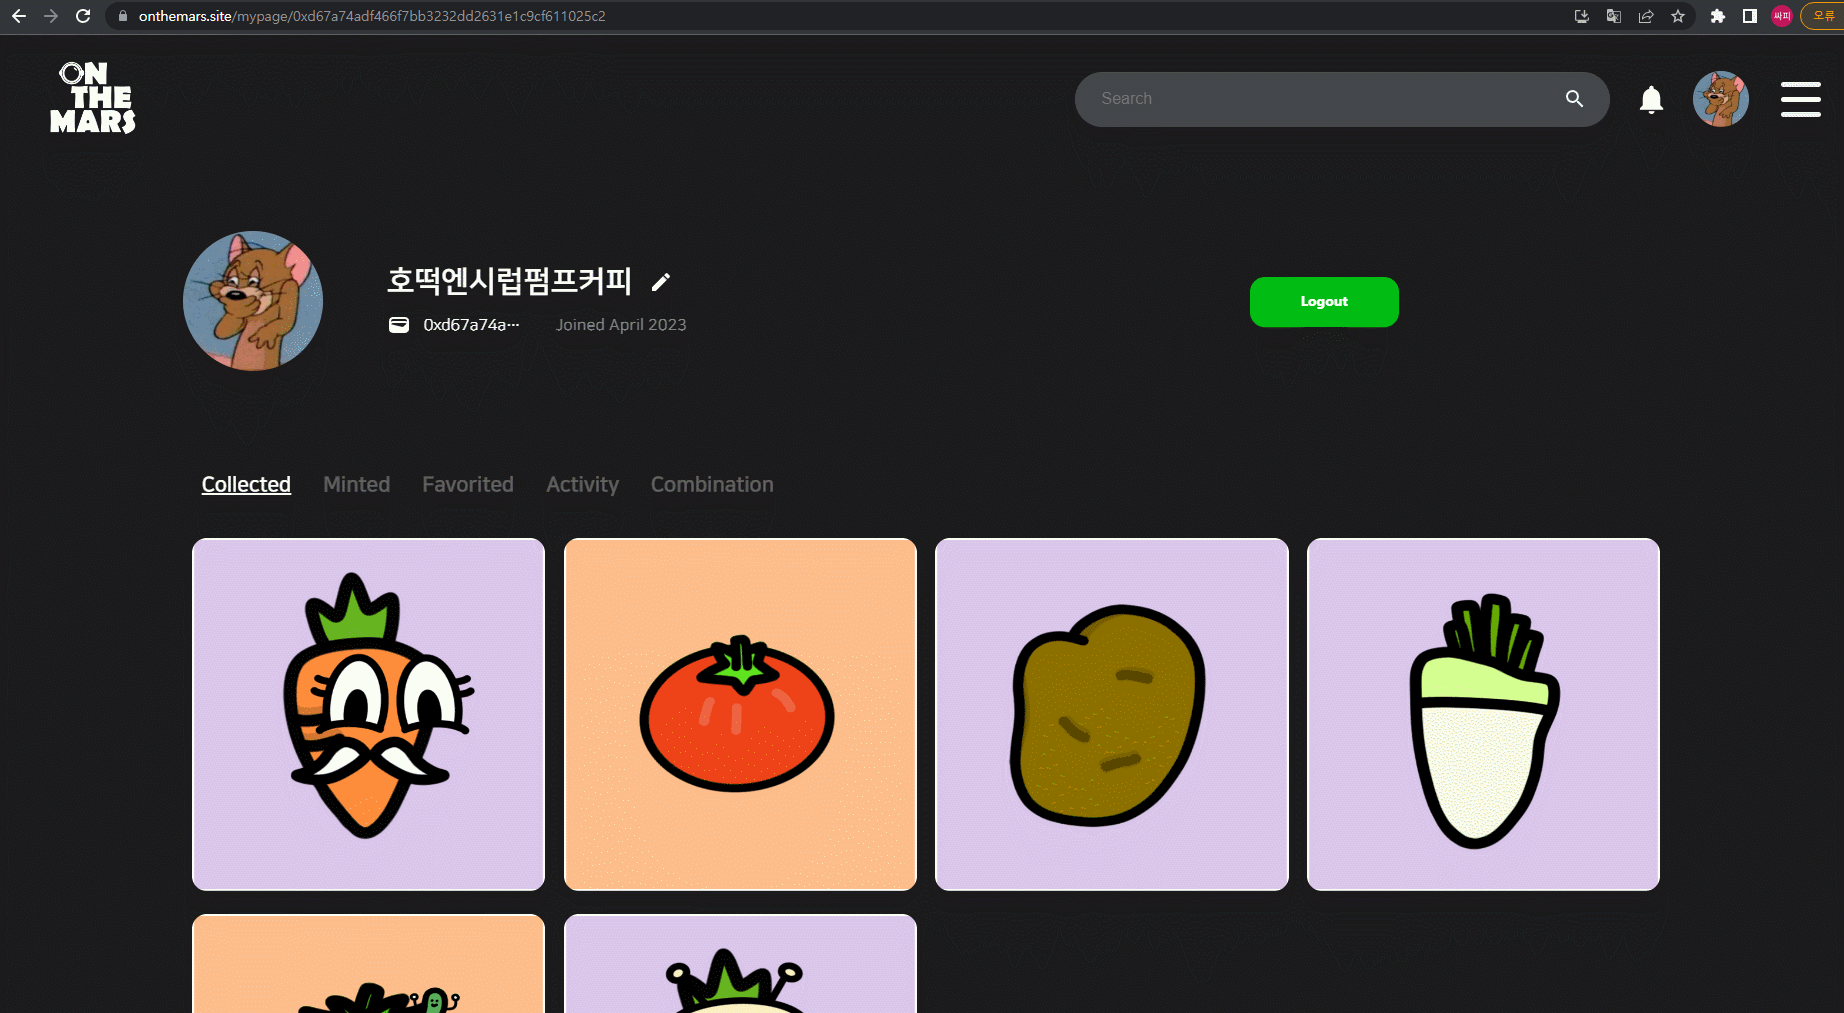 onthemars.site/mypage/0xd67a74adf466f7bb3232dd2631e1c9cf611025c2
싸피
오류
ON
THE
MARS
Search
호떡엔시럽펌프커피
0xd67a74a···
Joined April 2023
Logout
Collected Minted Favorited Activity Combination